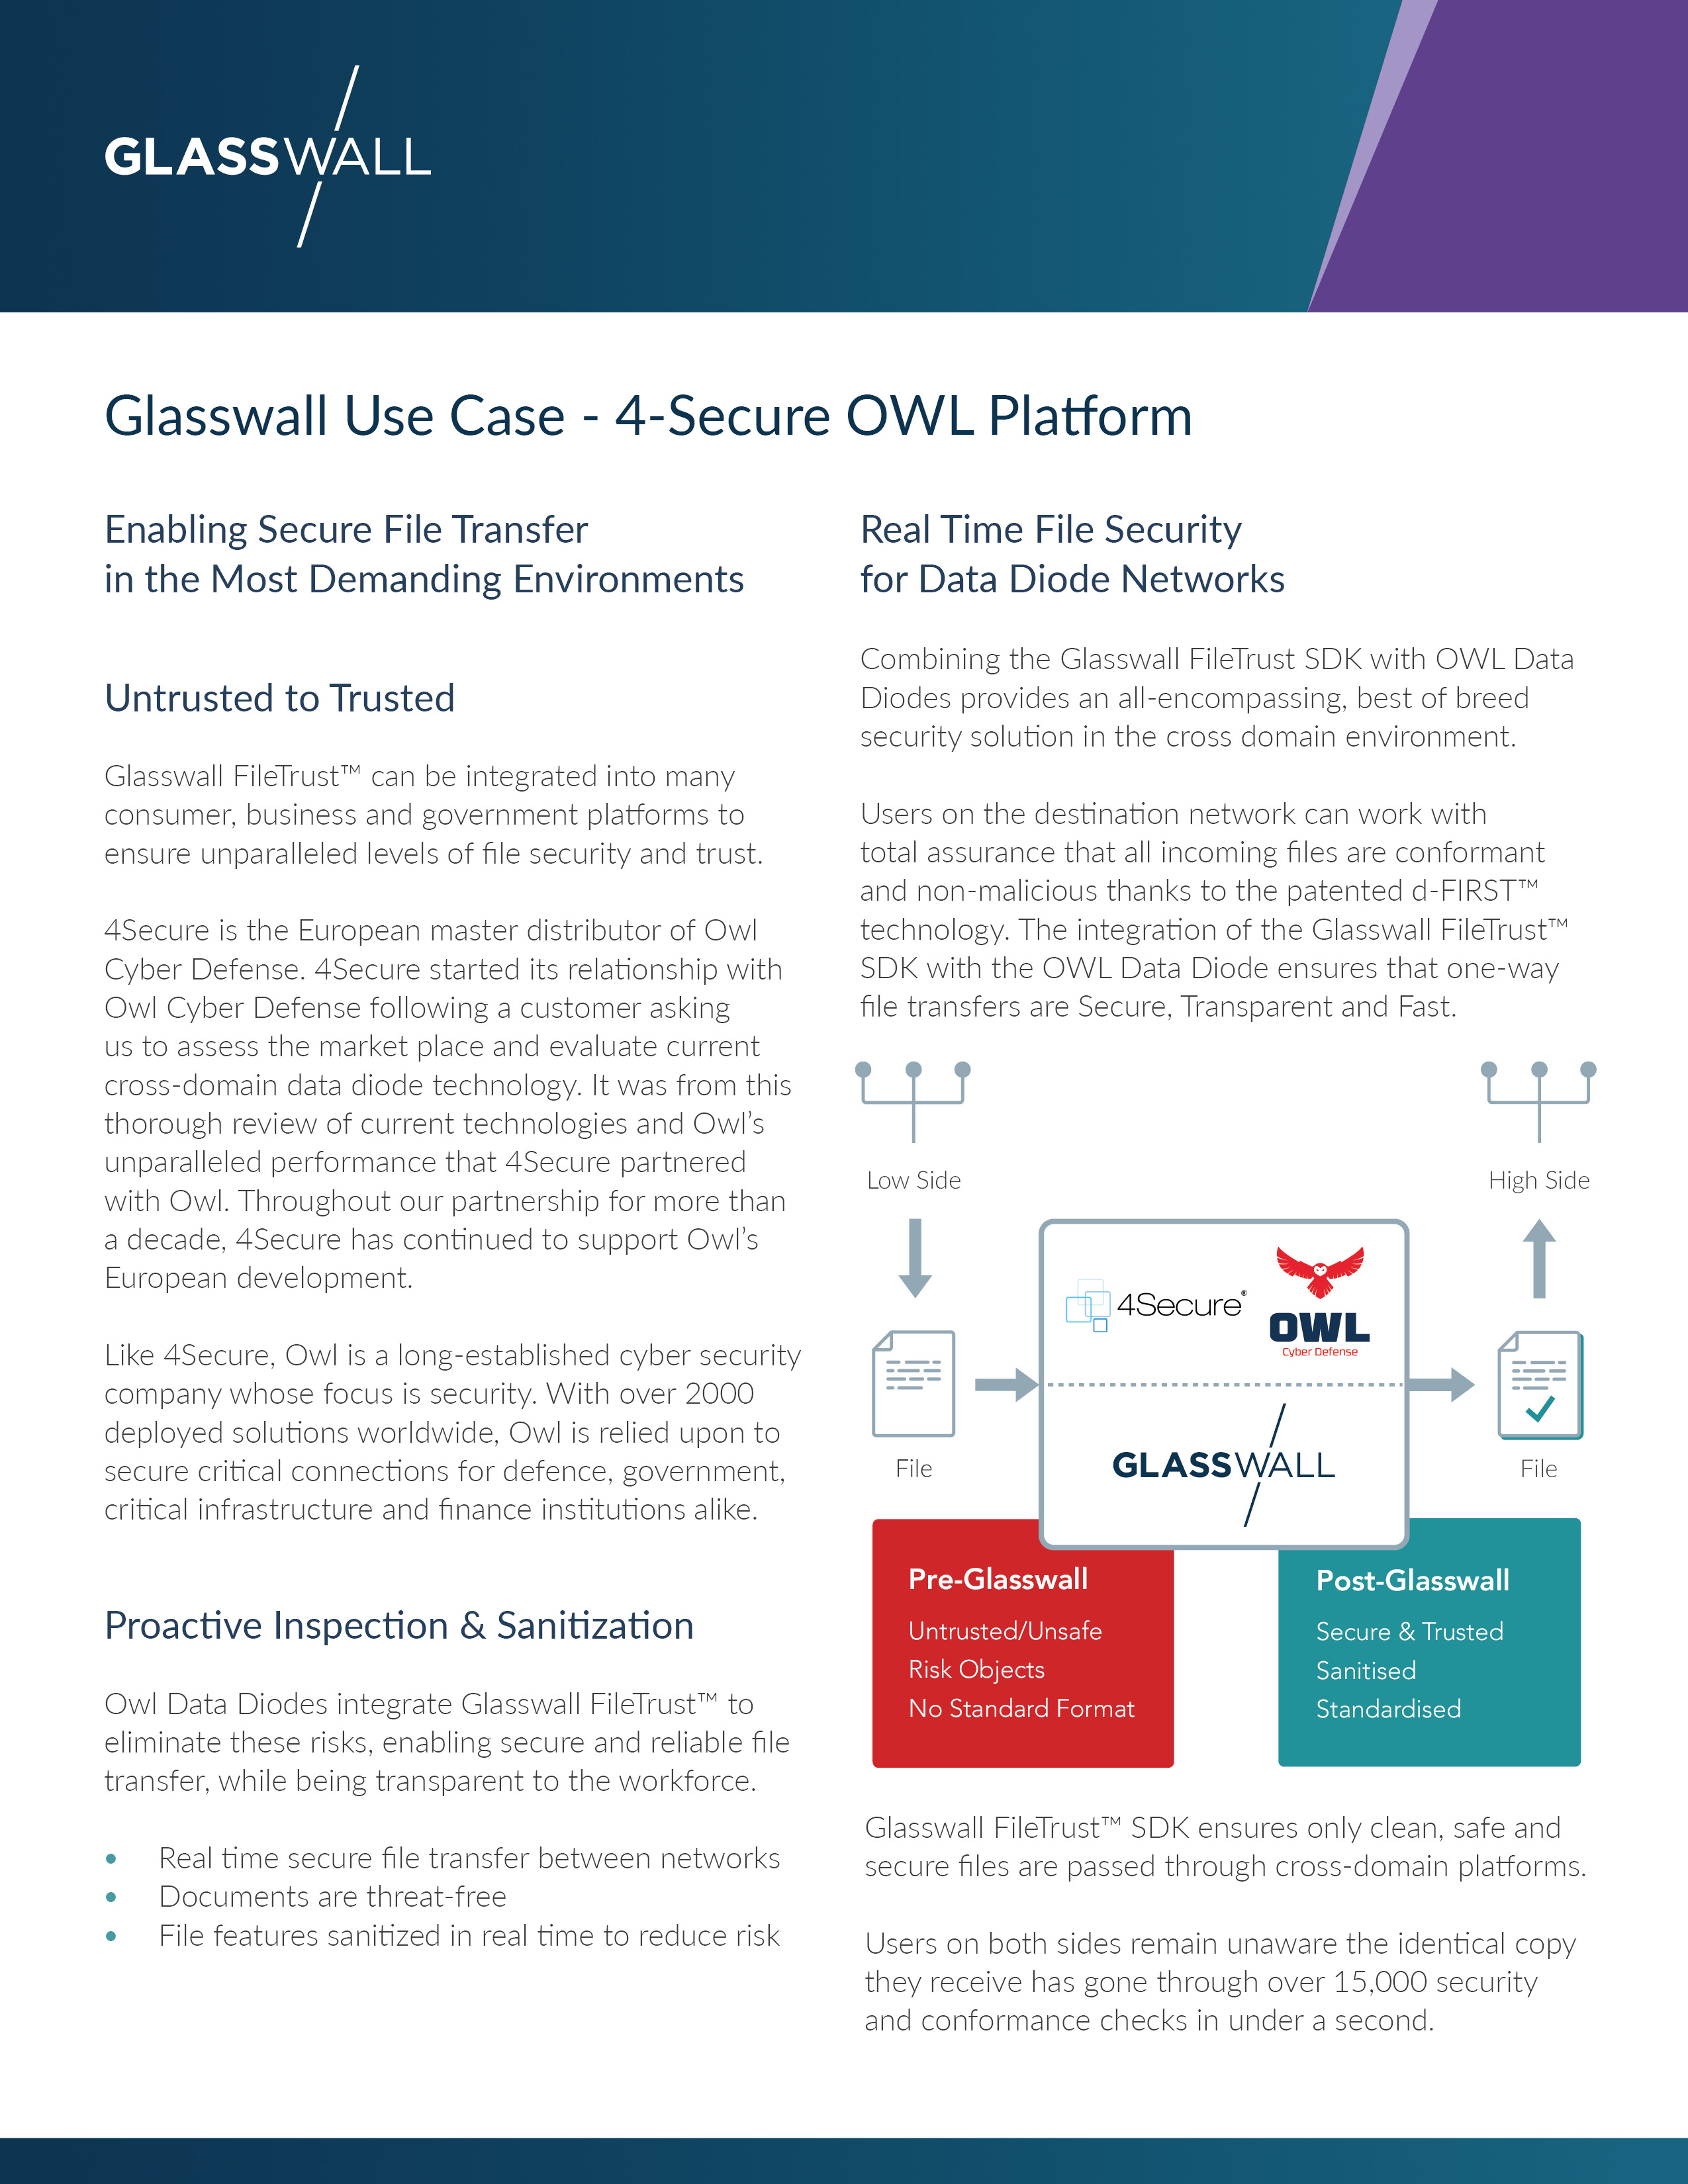 GLASSWALL
Glasswall Use Case - 4-Secure OWL Platform
Enabling Secure File Transfer
in the Most Demanding Environments
Untrusted to Trusted
Glasswall FileTrust™ can be integrated into many
consumer, business and government platforms to
ensure unparalleled levels of file security and trust.
4Secure is the European master distributor of Owl
Cyber Defense. 4Secure started its relationship with
Owl Cyber Defense following a customer asking
us to assess the market place and evaluate current
cross-domain data diode technology. It was from this
thorough review of current technologies and Owl’s
unparalleled performance that 4Secure partnered
with Owl. Throughout our partnership for more than
a decade, 4Secure has continued to support Owl’s
European development.
Like 4Secure, Owl is a long-established cyber security
company whose focus is security. With over 2000
deployed solutions worldwide, Owl is relied upon to
secure critical connections for defence, government,
critical infrastructure and finance institutions alike.
Proactive Inspection & Sanitization
Owl Data Diodes integrate Glasswall FileTrust™ to
eliminate these risks, enabling secure and reliable file
transfer, while being transparent to the workforce.
• Real time secure file transfer between networks
• Documents are threat-free
• File features sanitized in real time to reduce risk
Real Time File Security
for Data Diode Networks
Combining the Glasswall FileTrust SDK with OWL Data
Diodes provides an all-encompassing, best of breed
security solution in the cross domain environment.
Users on the destination network can work with
total assurance that all incoming files are conformant
and non-malicious thanks to the patented d-FIRST™
technology. The integration of the Glasswall FileTrust™
SDK with the OWL Data Diode ensures that one-way
file transfers are Secure, Transparent and Fast.
Low Side
High Side
4Secure®
OWL
Cyber Defense
GLASSWALL
File
File
Pre-Glasswall
Untrusted/Unsafe
Risk Objects
No Standard Format
Post-Glasswall
Secure & Trusted
Sanitised
Standardised
Glasswall FileTrust™ SDK ensures only clean, safe and
secure files are passed through cross-domain platforms.
Users on both sides remain unaware the identical copy
they receive has gone through over 15,000 security
and conformance checks in under a second.